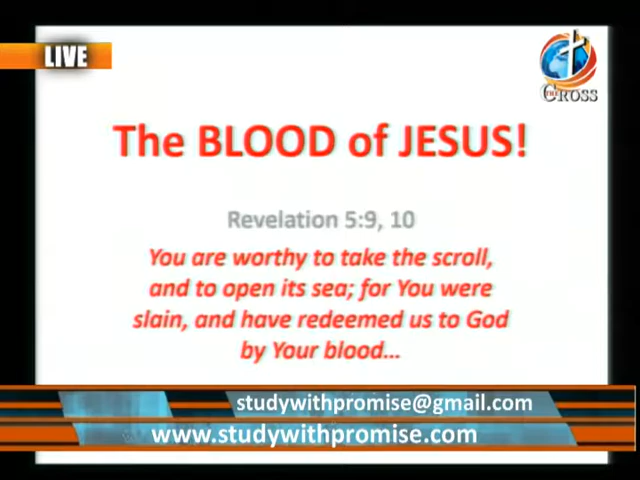 LIVE
THE CROSS
The BLOOD of JESUS!
Revelation 5:9, 10
You are worthy to take the scroll,
and to open its sea; for You were
slain, and have redeemed us to God
by Your blood...
studywithpromise@gmail.com
www.studywithpromise.com